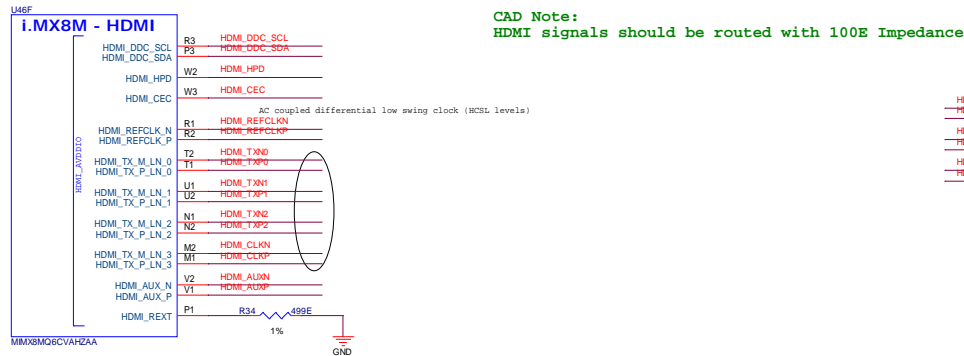 U46F
i.MX8M - HDMI
CAD Note:
HDMI signals should be routed with 100E Impedance
HDMI_DDC_SCL R3 HDMI_DDC_SCL
HDMI_DDC_SDA P3 HDMI_DDC_SDA
HDMI_HPD W2 HDMI_HPD
HDMI_CEC W3 HDMI_CEC
AC coupled differential low swing clock (HCSL levels)
HDMI_REFCLK_N R1 HDMI_REFCLKN
HDMI_REFCLK_P R2 HDMI_REFCLKP
HDMI_AVDDIO
HDMI_TX_M_LN_0 T2 HDMI_TXN0
HDMI_TX_P_LN_0 T1 HDMI_TXP0
HDMI_TX_M_LN_1 U1 HDMI_TXN1
HDMI_TX_P_LN_1 U2 HDMI_TXP1
HDMI_TX_M_LN_2 N1 HDMI_TXN2
HDMI_TX_P_LN_2 N2 HDMI_TXP2
HDMI_TX_M_LN_3 M2 HDMI_CLKN
HDMI_TX_P_LN_3 M1 HDMI_CLKP
HDMI_AUX_N V2 HDMI_AUXN
HDMI_AUX_P V1 HDMI_AUXP
HDMI_REXT P1 R34 499E
1%
GND
MIMX8MQ6CVAHZAA